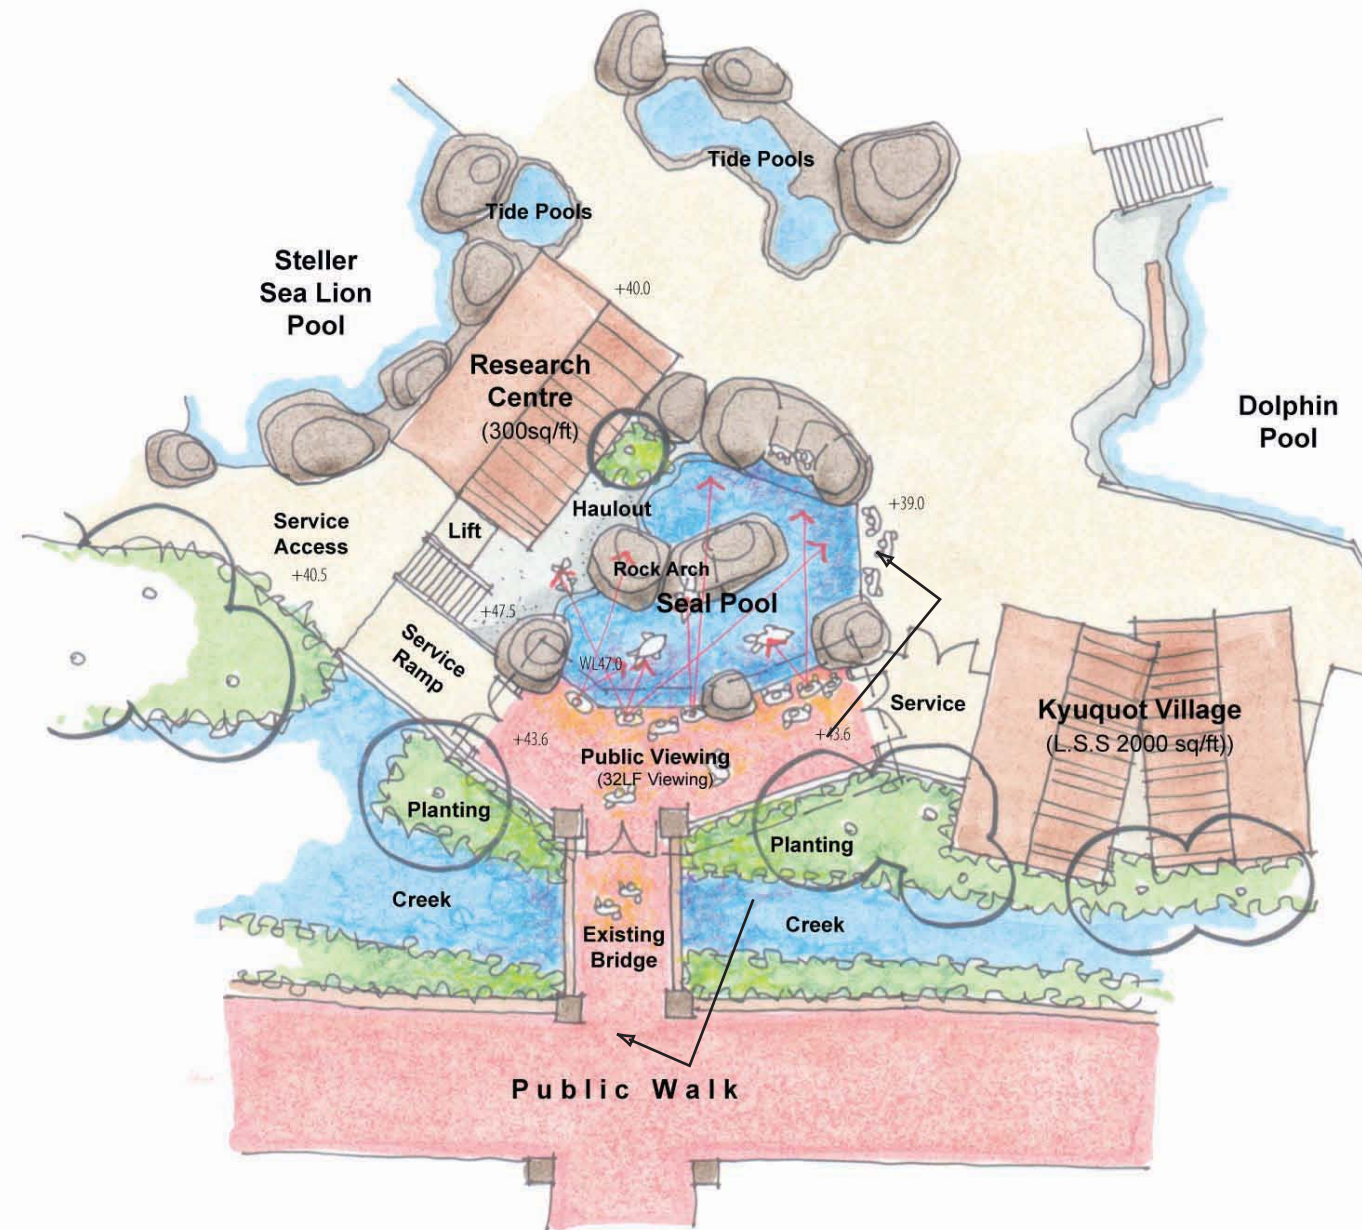 Tide Pools
Tide Pools
Steller
Sea Lion
Pool
+40.0
Research
Centre
(300sq/ft)
Dolphin
Pool
Haulout
+39.0
Service
Access
+40.5
Lift
Rock Arch
Seal Pool
+47.5
Service
Ramp
WL47.0
Service
Kyuquot Village
(L.S.S 2000 sq/ft))
+43.6
+43.6
Public Viewing
(32LF Viewing)
Planting
Planting
Creek
Creek
Existing
Bridge
Public Walk